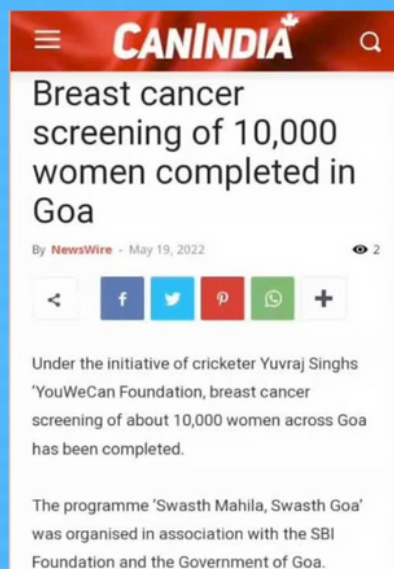 CANINDIA
Breast cancer
screening of 10,000
women completed in
Goa
By NewsWire - May 19, 2022 2
Under the initiative of cricketer Yuvraj Singhs
'YouWeCan Foundation, breast cancer
screening of about 10,000 women across Goa
has been completed.
The programme 'Swasth Mahila, Swasth Goa'
was organised in association with the SBI
Foundation and the Government of Goa.